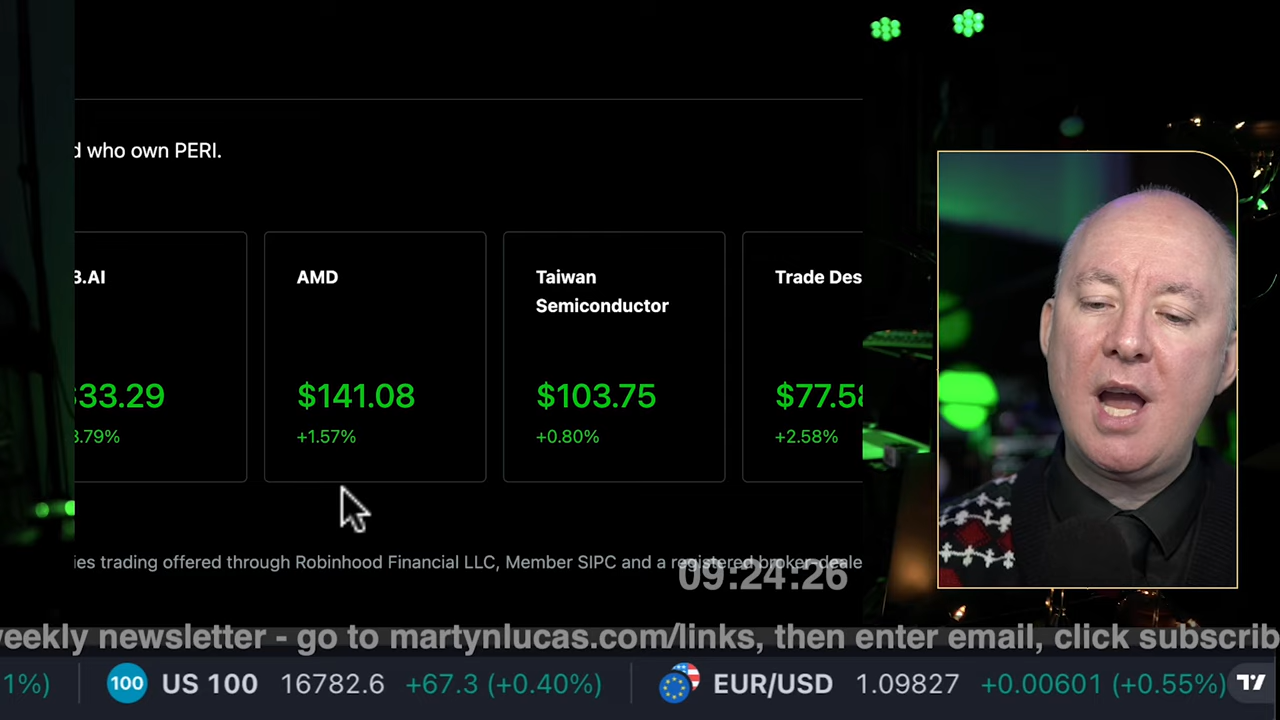 who own PERI.
3.AI
$33.29
3.79%
AMD
$141.08
+1.57%
Taiwan
Semiconductor
$103.75
+0.80%
Trade Des
$77.58
+2.58%
ies trading offered through Robinhood Financial LLC, Member SIPC and a registered broker-deale
09:24:26
weekly newsletter - go to martynlucas.com/links, then enter email, click subscrib
1%) 100 US 100 16782.6 +67.3 (+0.40%) EUR/USD 1.09827 +0.00601 (+0.55%)